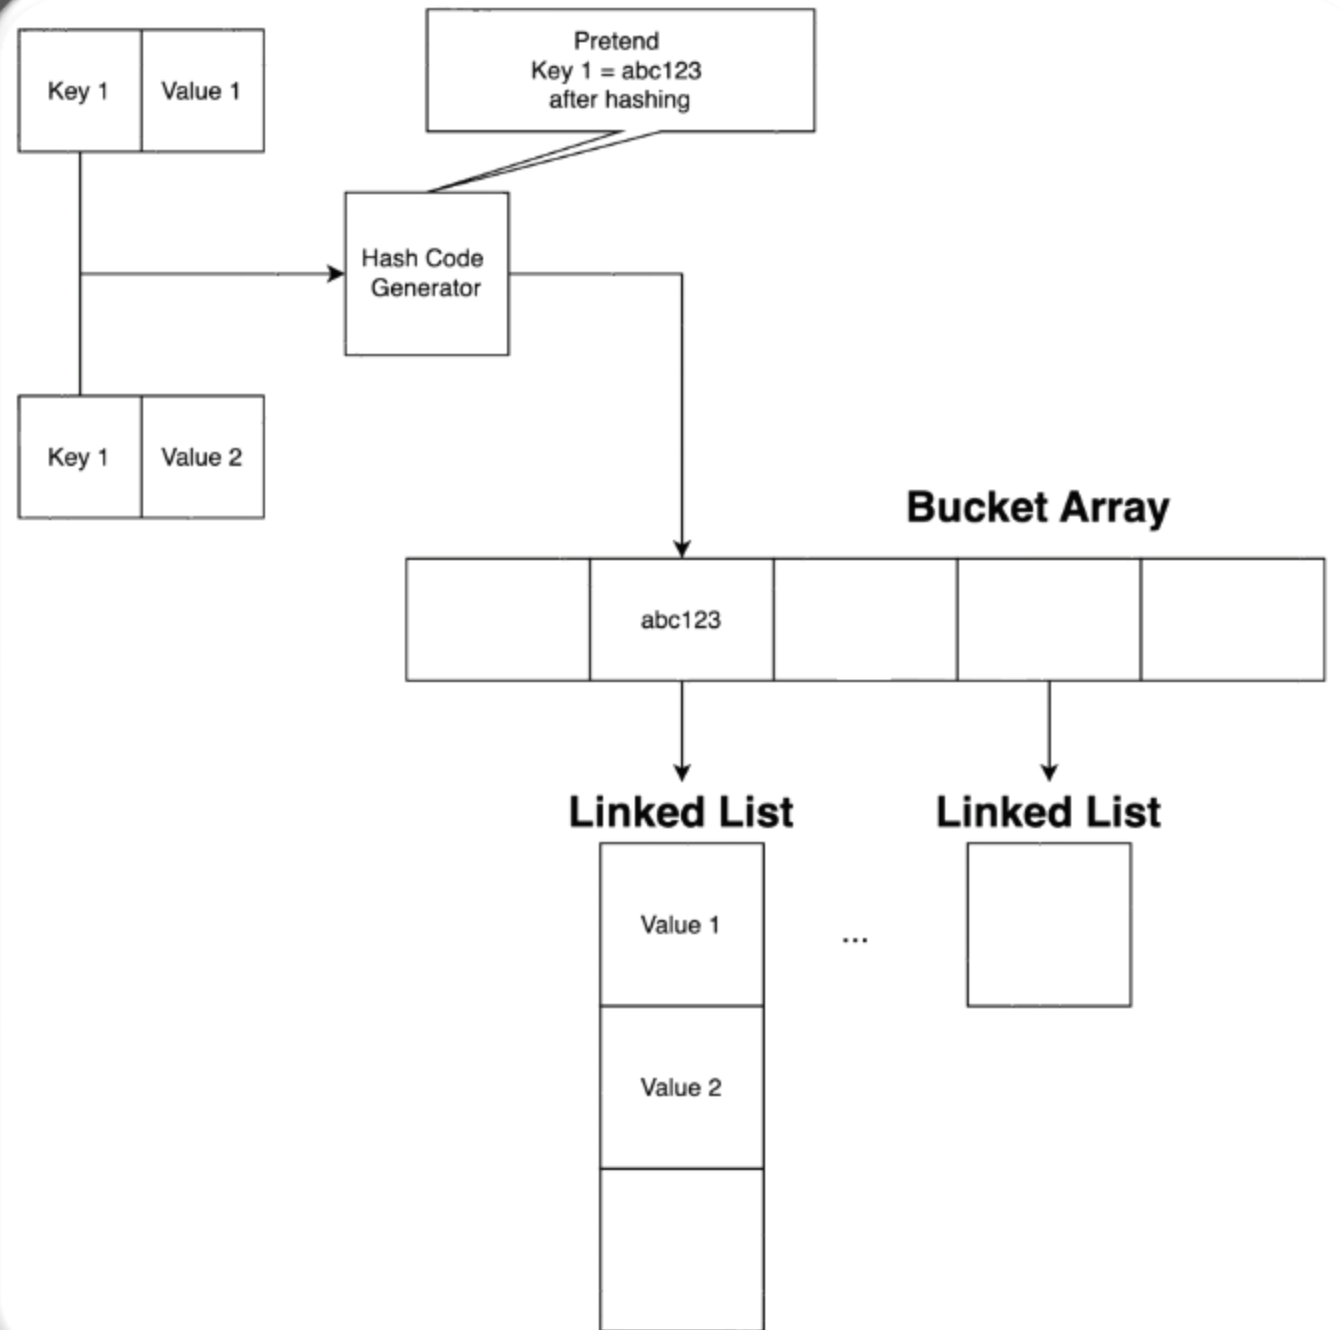 Pretend
Key 1 = abc123
after hashing
Key 1 Value 1
Hash Code
Generator
Key 1 Value 2
Bucket Array
abc123
Linked List Linked List
Value 1 ...
Value 2